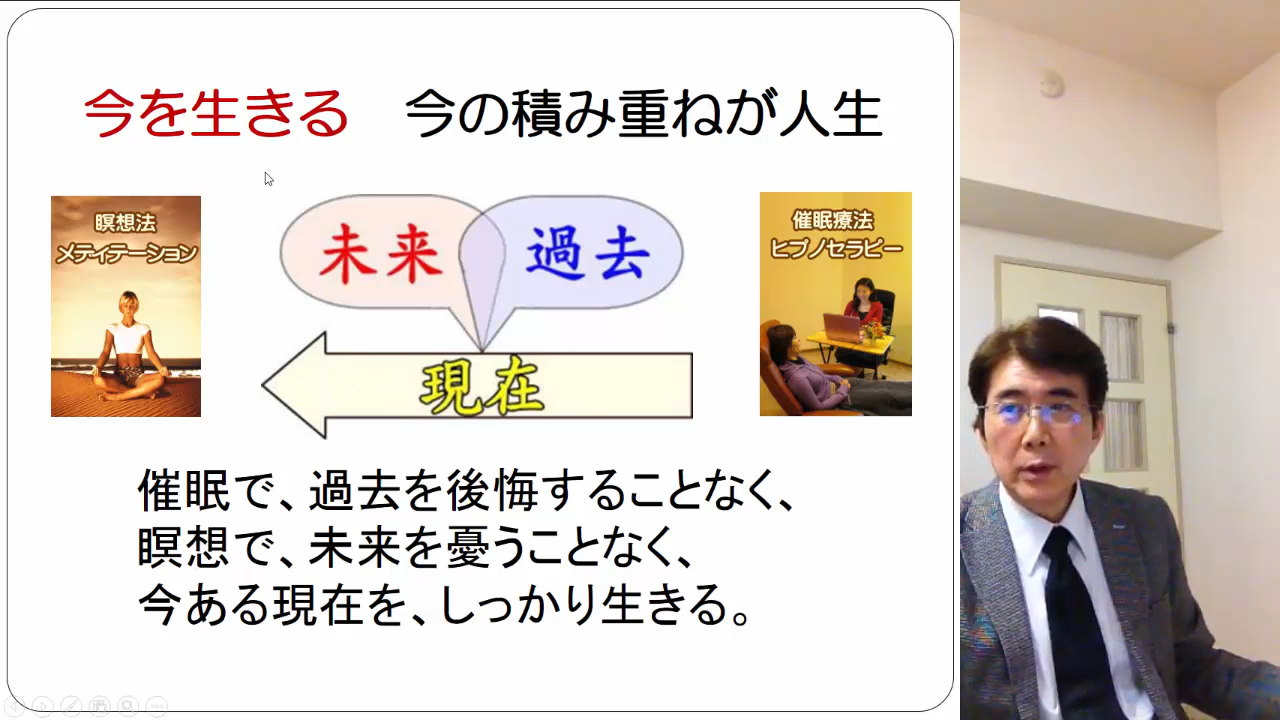 今を生きる　今の積み重ねが人生
瞑想法
メディテーション
未来
過去
催眠療法
ヒプノセラピー
現在
催眠で、過去を後悔することなく、
瞑想で、未来を憂うことなく、
今ある現在を、しっかり生きる。